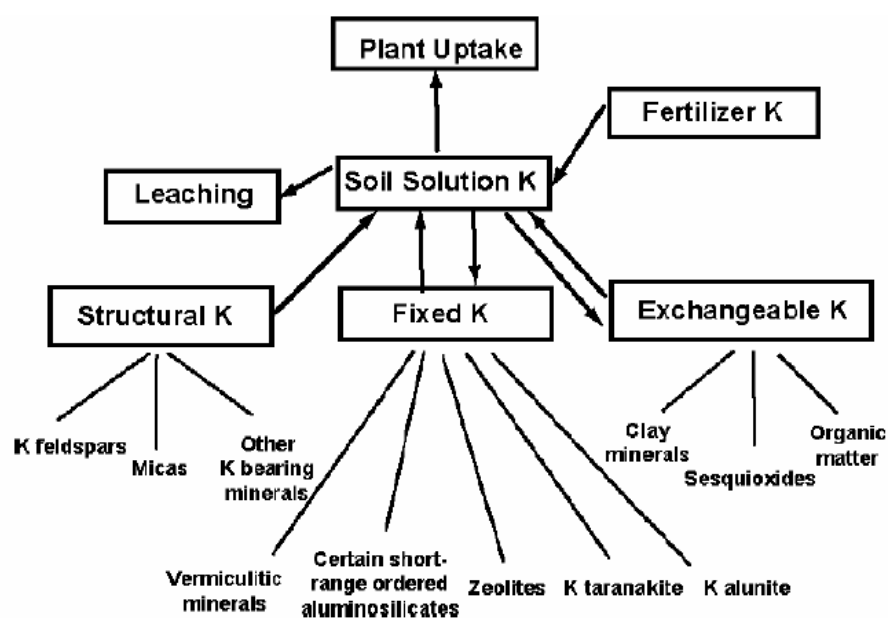 Plant Uptake
Fertilizer K
Soil Solution K
Leaching
Structural K
Fixed K
Exchangeable K
K feldspars
Micas
Other
K bearing
minerals
Clay
minerals
Sesquioxides
Organic
matter
Vermiculitic
minerals
Certain short-
range ordered
aluminosilicates
Zeolites
K taranakite
K alunite